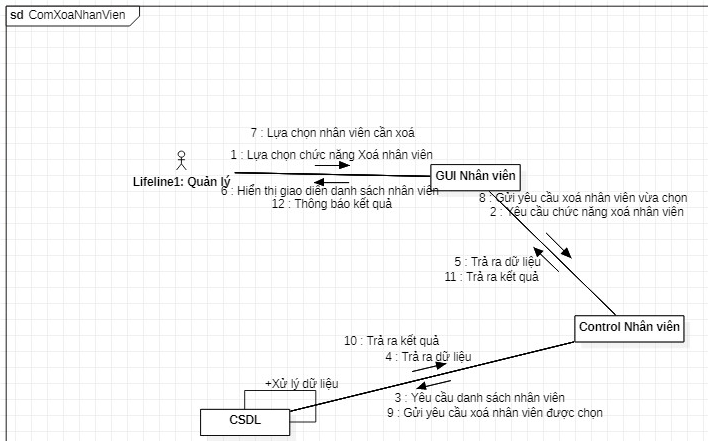 sd ComXoaNhanVien
7 : Lựa chọn nhân viên cần xoá
1 : Lựa chọn chức năng Xoá nhân viên
Lifeline1: Quản lý
GUI Nhân viên
6 : Hiển thị giao diễn danh sách nhân viên
12 : Thông báo kết quả
8 : Gửi yêu cầu xoá nhân viên vừa chọn
2 : Yêu cầu chức năng xoá nhân viên
5 : Trả ra dữ liệu
11 : Trả ra kết quả
Control Nhân viên
10 : Trả ra kết quả
4 : Trả ra dữ liệu
+Xử lý dữ liệu
3 : Yêu cầu danh sách nhân viên
9 : Gửi yêu cầu xoá nhân viên được chọn
CSDL